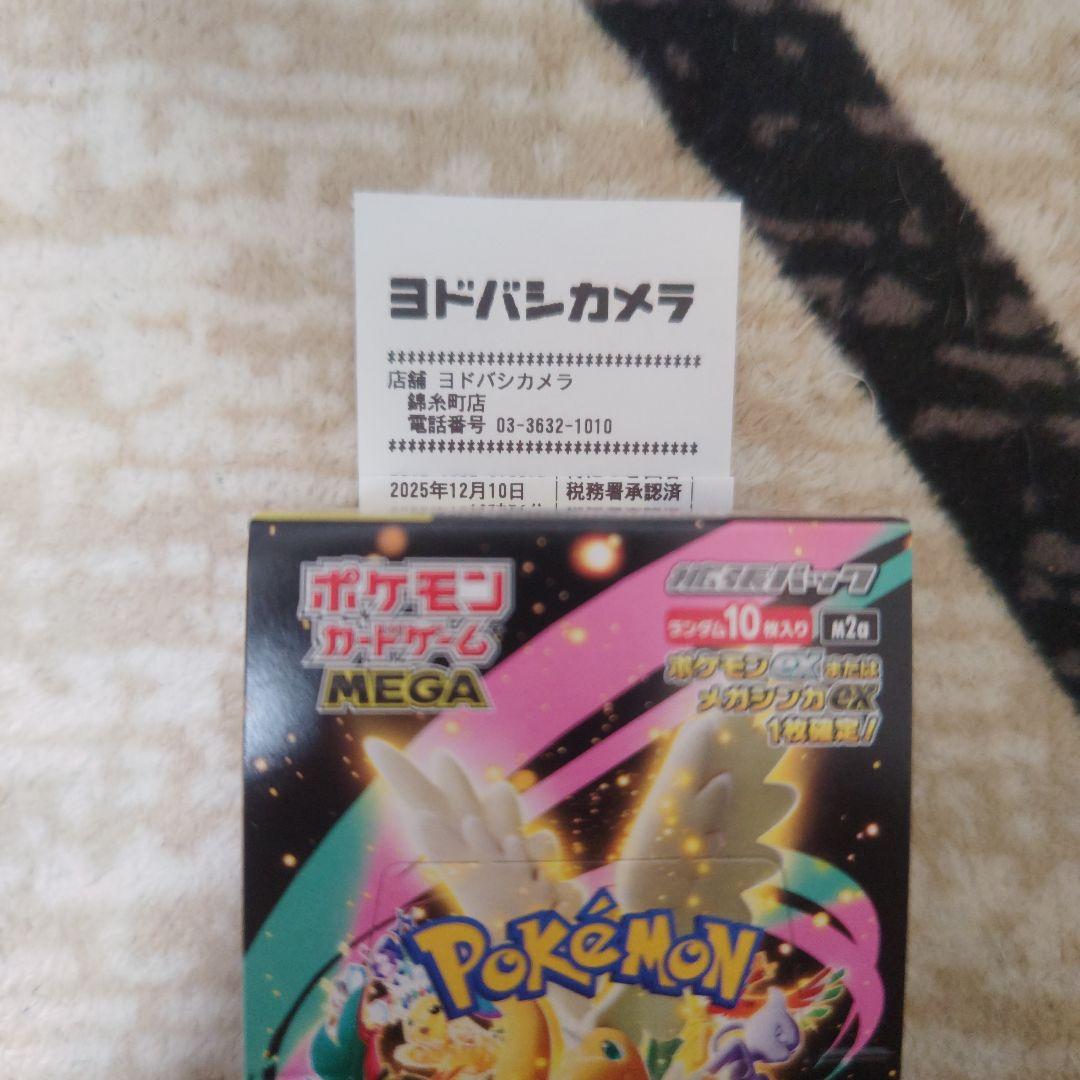 ヨドバシカメラ
********************************
店舗 ヨドバシカメラ
錦糸町店
電話番号 03-3632-1010
********************************
2025年12月10日
税務署承認済
ポケモン
カードゲーム
MEGA
拡張パック
ランダム10枚入り
M2a
ポケモンexまたは
メガシンカex
1枚確定!
POKéMON